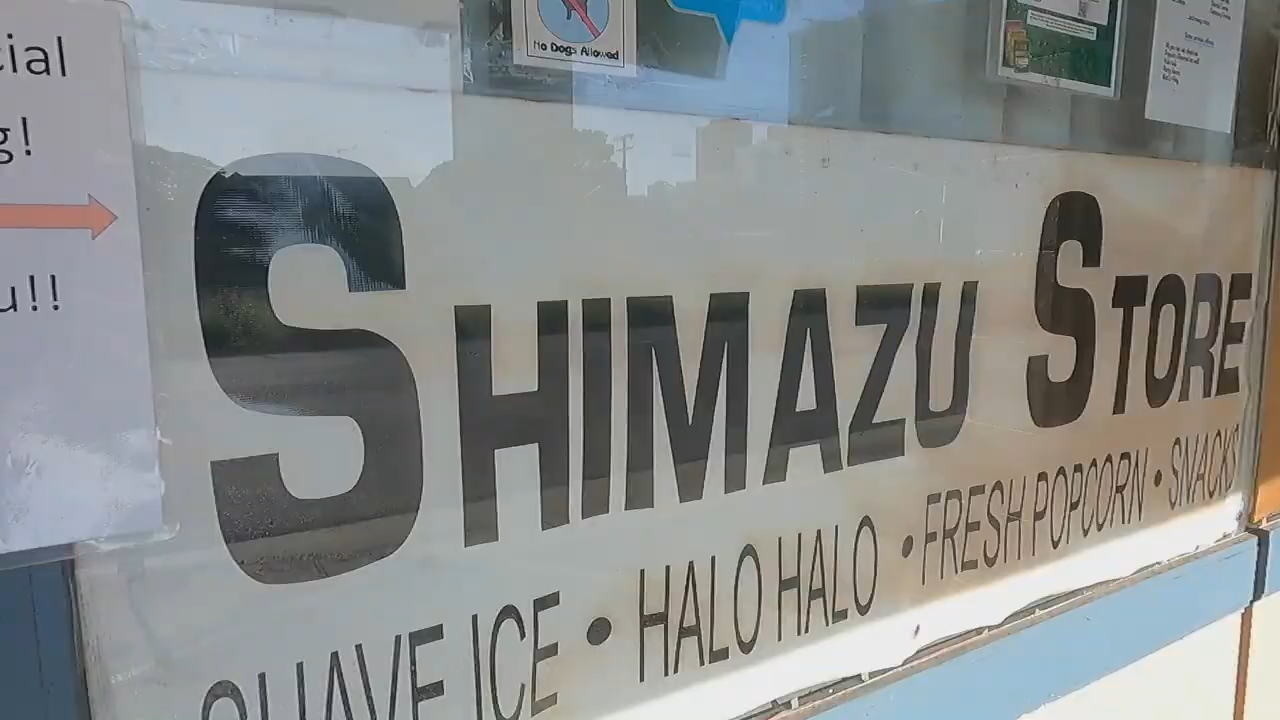 cial
g!
u!!
No Dogs Allowed
SHIMAZU STORE
SHAVE ICE • HALO HALO • FRESH POPCORN • SNACKS